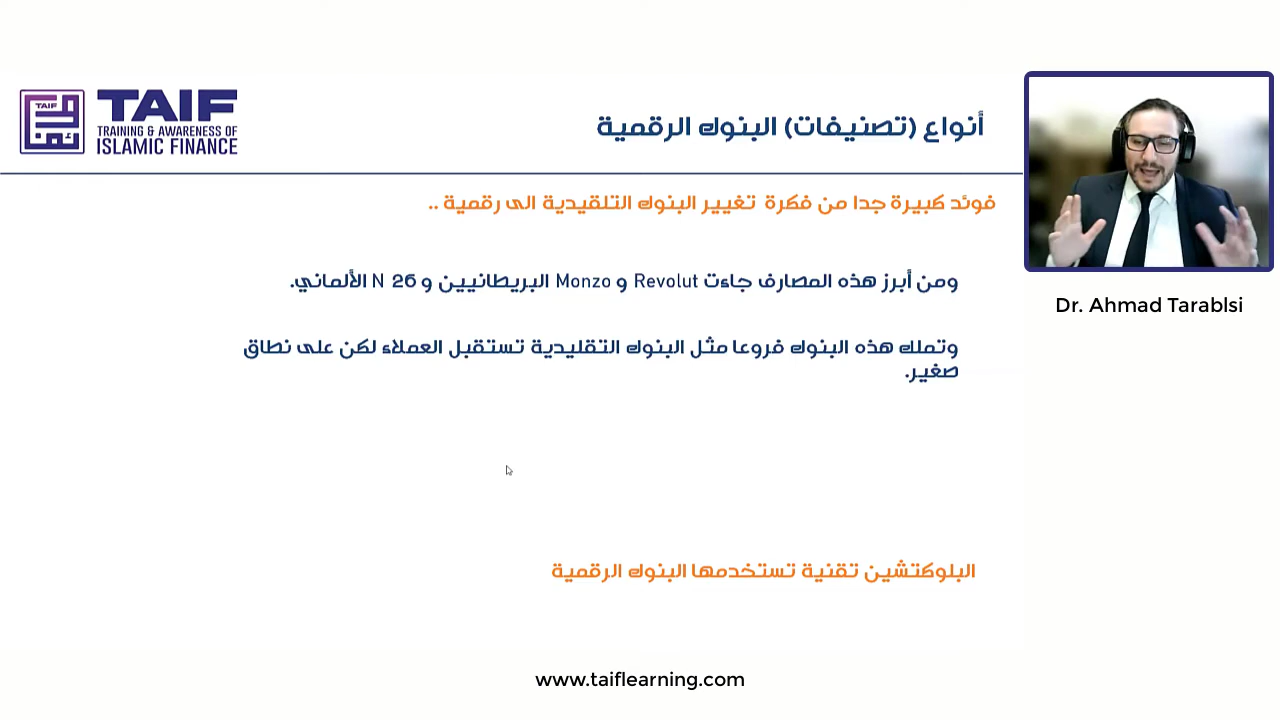 TAIF
TAIF
TRAINING & AWARENESS OF
ISLAMIC FINANCE
أنواع (تصنيفات) البنوك الرقمية
فوئد كبيرة جدا من فكرة تغيير البنوك التلقيدية الى رقمية ..
ومن أبرز هذه المصارف جاءت Revolut و Monzo البريطانيين و N 26 الألماني.
وتملك هذه البنوك فروعا مثل البنوك التقليدية تستقبل العملاء لكن على نطاق
صغير.
البلوكتشين تقنية تستخدمها البنوك الرقمية
Dr. Ahmad Tarablsi
www.taiflearning.com